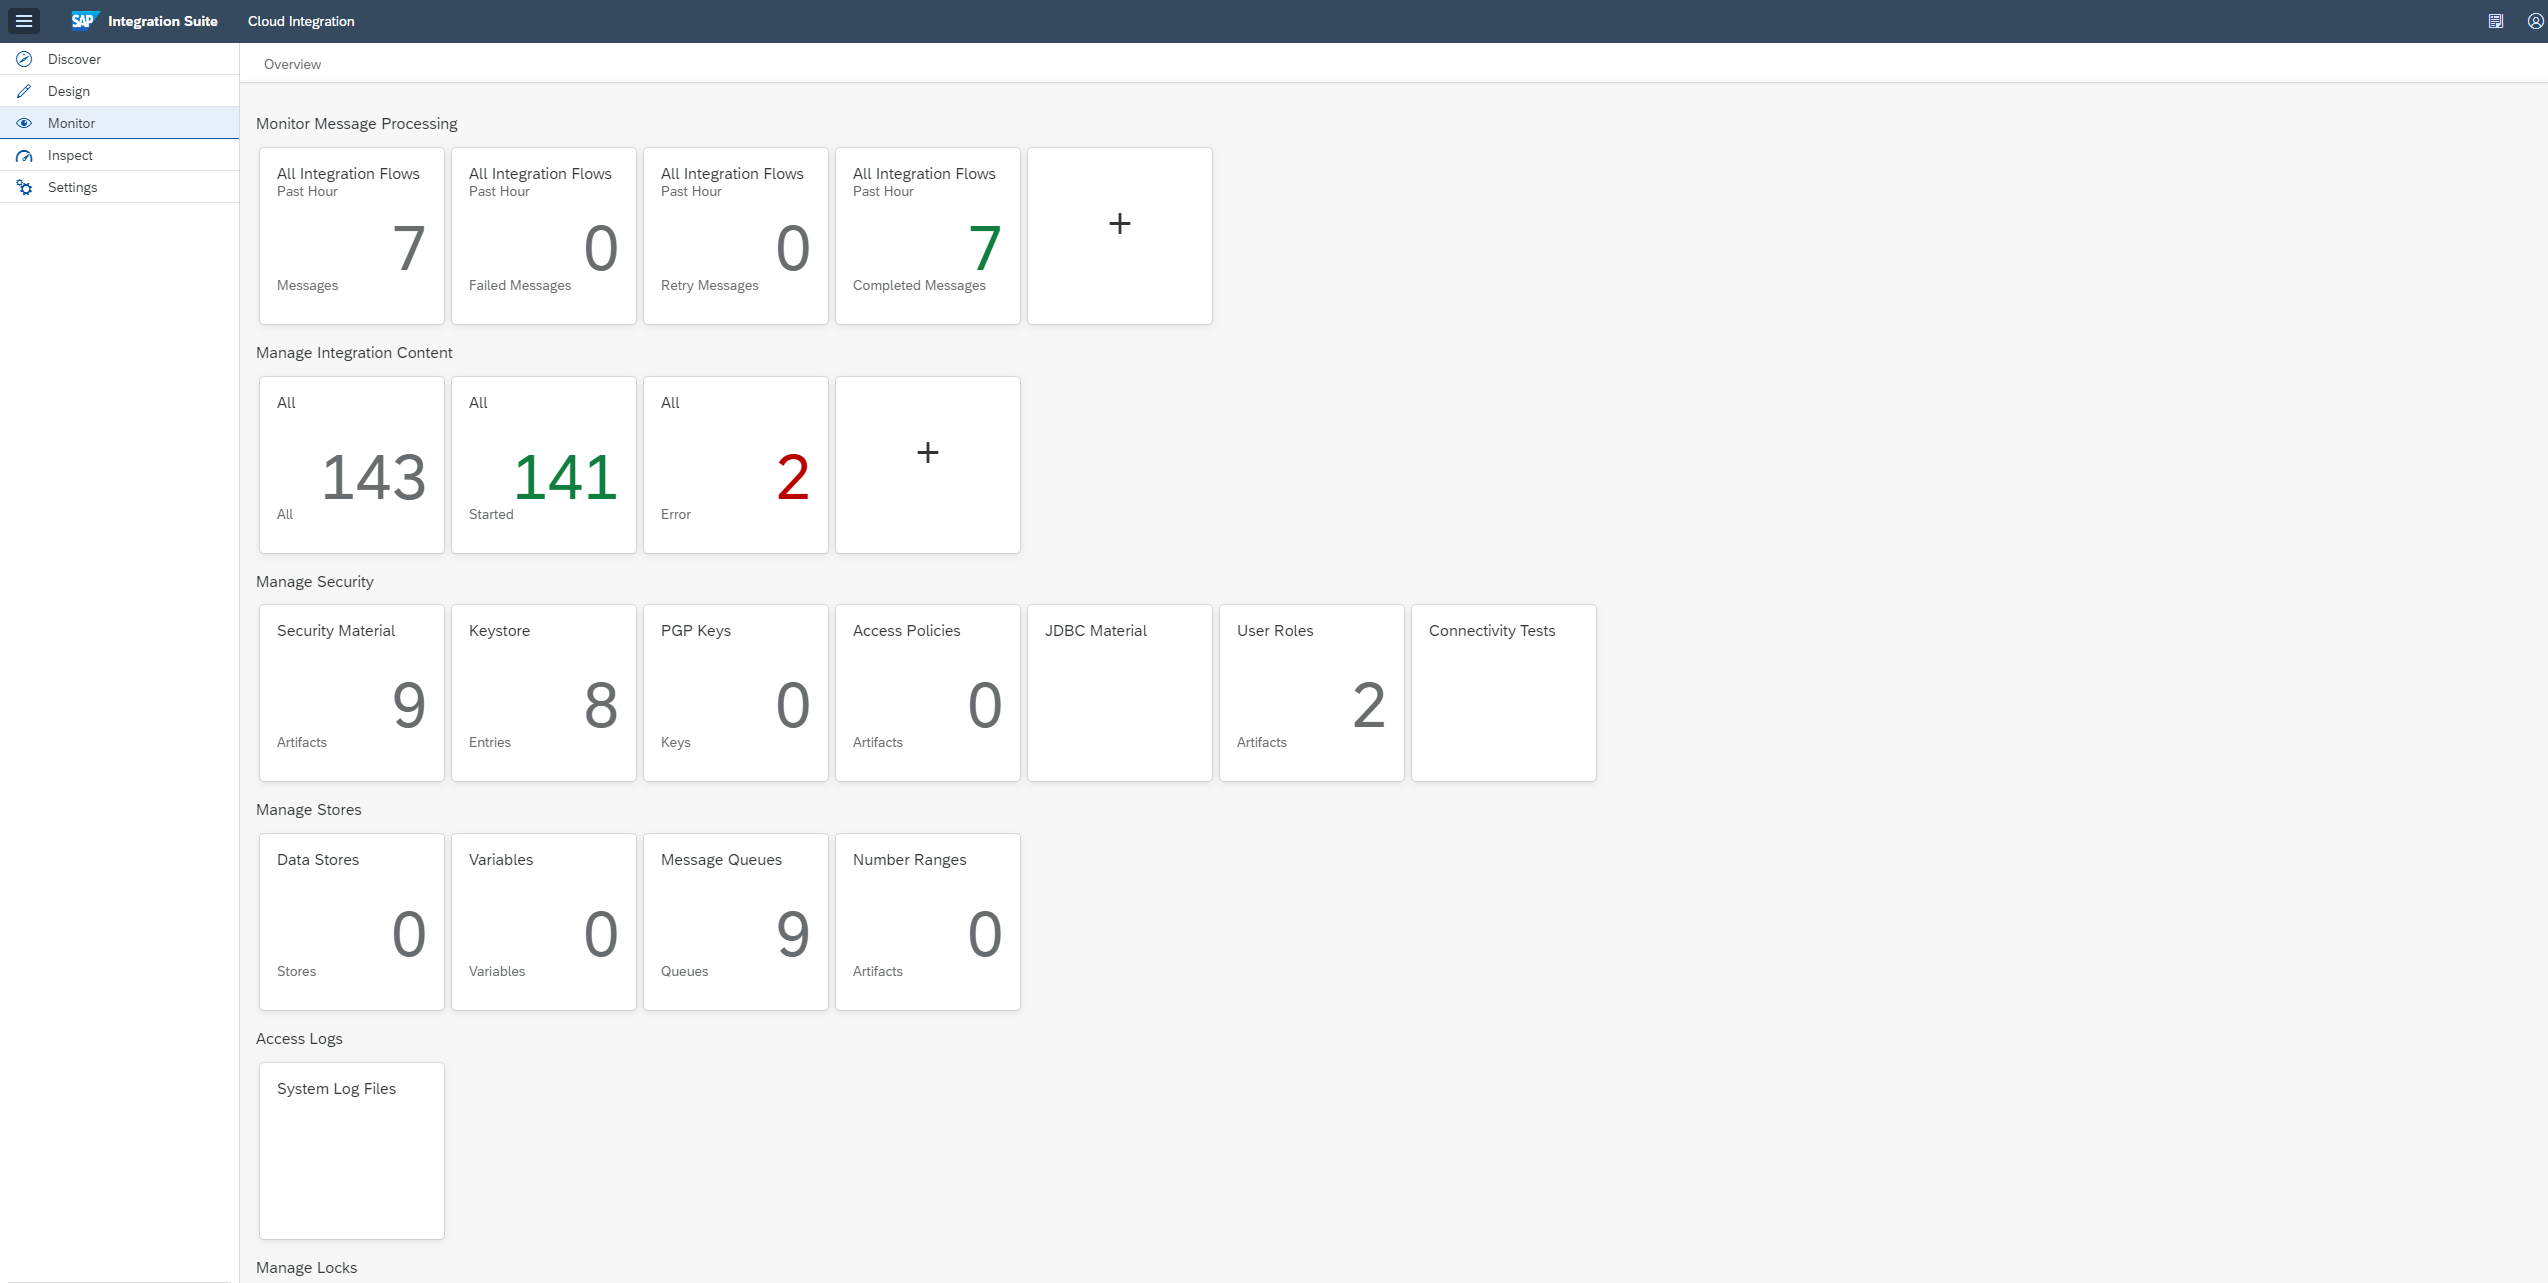 SAP Integration Suite Cloud Integration
Discover
Design
Monitor
Inspect
Settings
Overview
Monitor Message Processing
All Integration Flows
Past Hour
7
Messages
All Integration Flows
Past Hour
0
Failed Messages
All Integration Flows
Past Hour
0
Retry Messages
All Integration Flows
Past Hour
7
Completed Messages
+
Manage Integration Content
All
143
All
All
141
Started
All
2
Error
+
Manage Security
Security Material
9
Artifacts
Keystore
8
Entries
PGP Keys
0
Keys
Access Policies
0
Artifacts
JDBC Material
User Roles
2
Artifacts
Connectivity Tests
Manage Stores
Data Stores
0
Stores
Variables
0
Variables
Message Queues
9
Queues
Number Ranges
0
Artifacts
Access Logs
System Log Files
Manage Locks